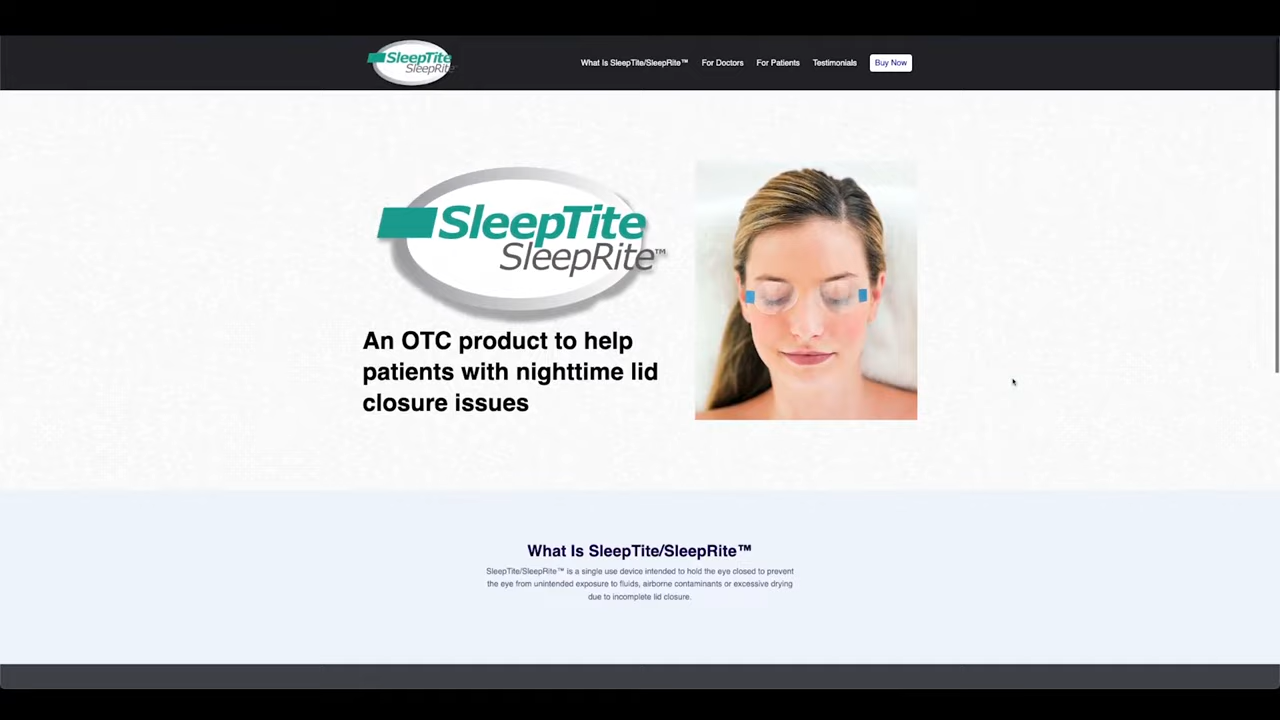 SleepTite
SleepRite™
What Is SleepTite/SleepRite™
For Doctors
For Patients
Testimonials
Buy Now
SleepTite
SleepRite™
An OTC product to help
patients with nighttime lid
closure issues
What Is SleepTite/SleepRite™
SleepTite/SleepRite™ is a single use device intended to hold the eye closed to prevent
the eye from unintended exposure to fluids, airborne contaminants or excessive drying
due to incomplete lid closure.